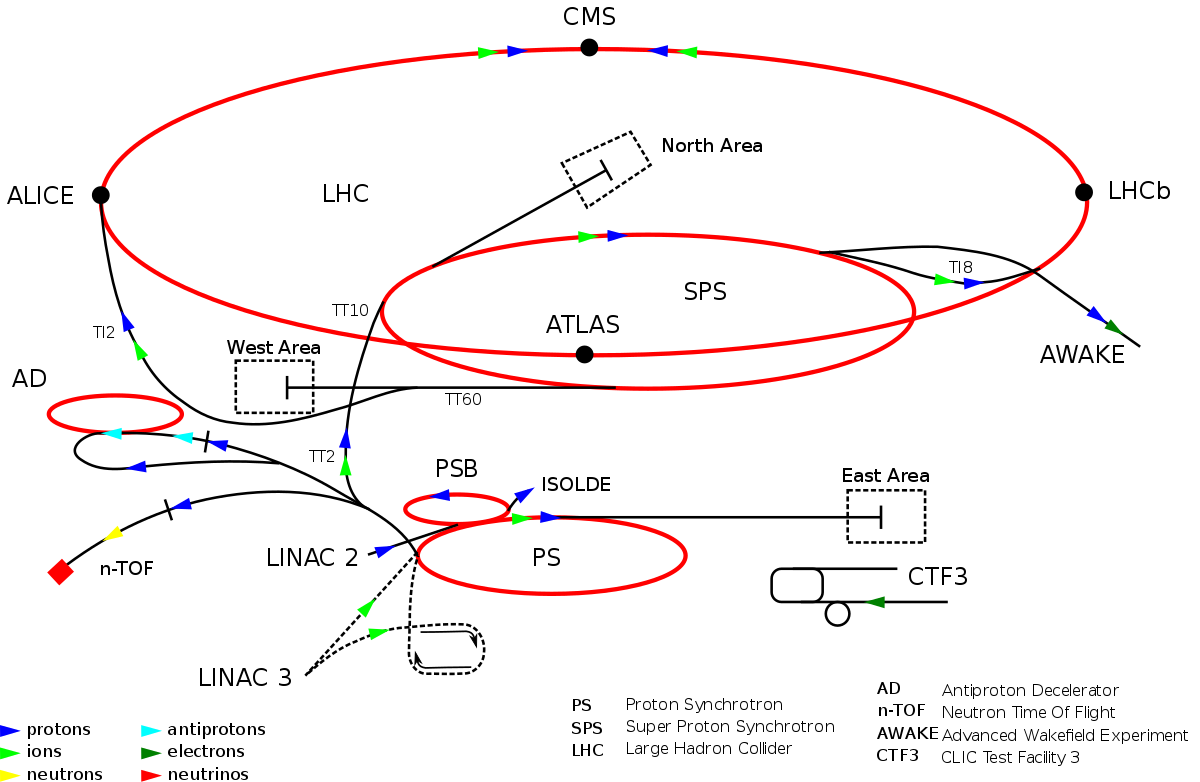 CMS
North Area
ALICE
LHC
LHCb
TI8
SPS
TT10
ATLAS
TI2
West Area
AWAKE
AD
TT60
TT2
PSB
East Area
ISOLDE
LINAC 2
PS
n-TOF
CTF3
LINAC 3
PS Proton Synchrotron
SPS Super Proton Synchrotron
LHC Large Hadron Collider
AD Antiproton Decelerator
n-TOF Neutron Time Of Flight
AWAKE Advanced Wakefield Experiment
CTF3 CLIC Test Facility 3
protons
ions
neutrons
antiprotons
electrons
neutrinos